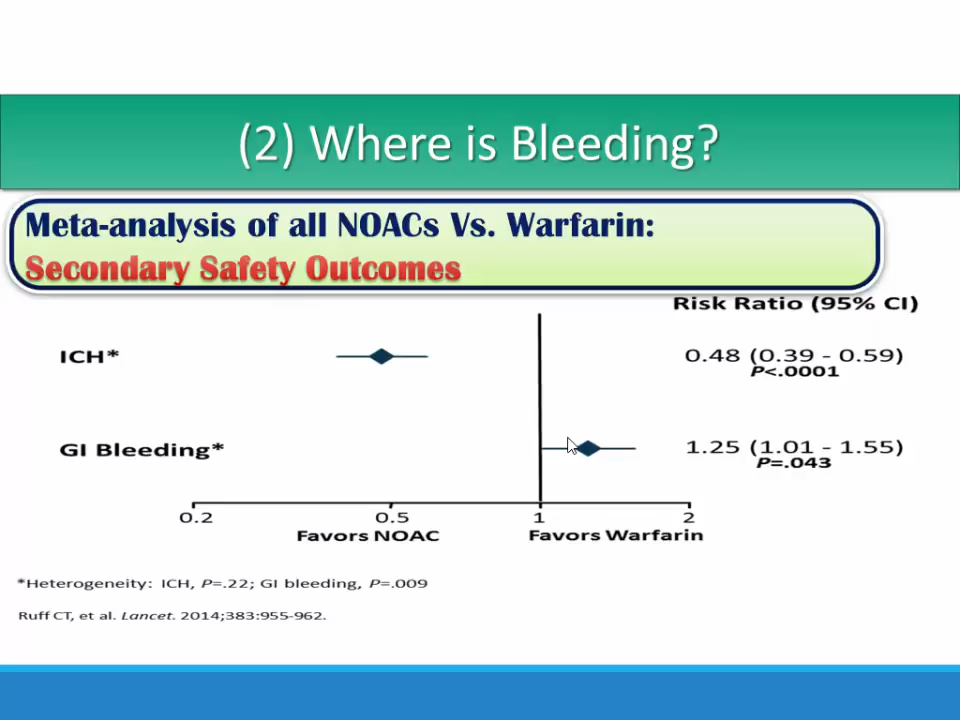 (2) Where is Bleeding?
Meta-analysis of all NOACs Vs. Warfarin:
Secondary Safety Outcomes
Risk Ratio (95% CI)
ICH*
0.48 (0.39 - 0.59)
P<.0001
GI Bleeding*
1.25 (1.01 - 1.55)
P=.043
0.2 0.5 1 2
Favors NOAC Favors Warfarin
*Heterogeneity: ICH, P=.22; GI bleeding, P=.009
Ruff CT, et al. Lancet. 2014;383:955-962.